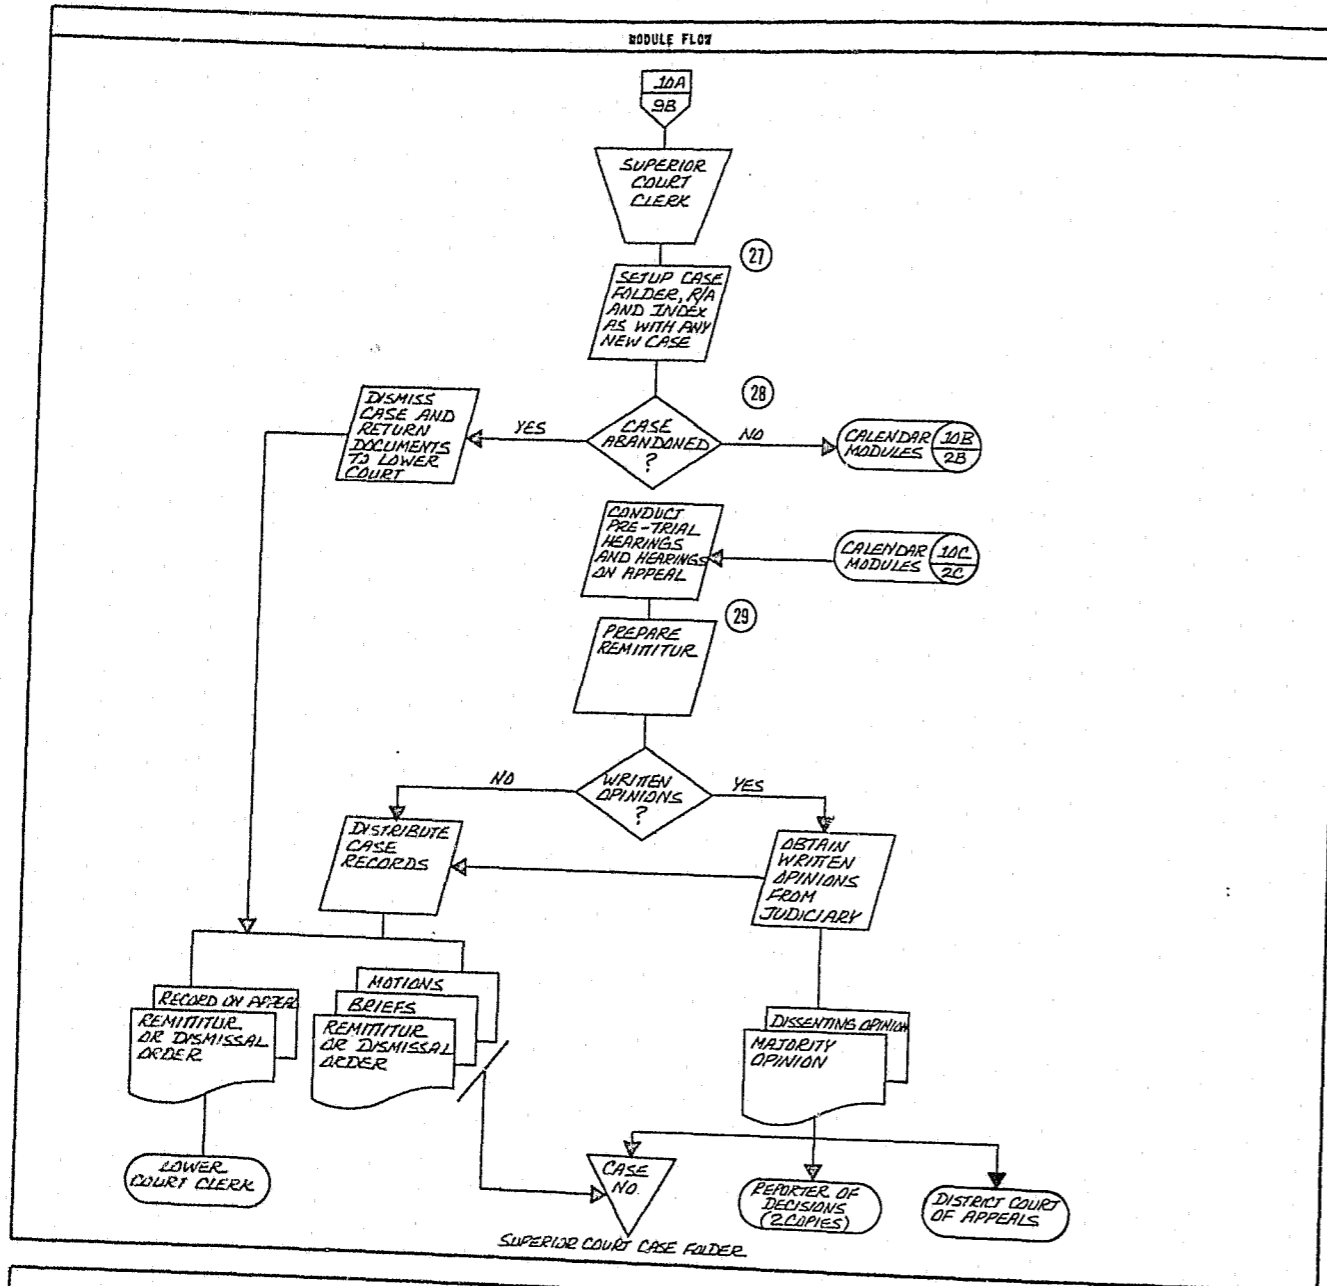 MODULE FLOW
10A
9B
SUPERIOR
COURT
CLERK
27
SETUP CASE
FOLDER, R/A
AND INDEX
AS WITH ANY
NEW CASE
28
DISMISS
CASE AND
RETURN
DOCUMENTS
TO LOWER
COURT
YES
CASE
ABANDONED
?
NO
CALENDAR
MODULES
10B
2B
CONDUCT
PRE-TRIAL
HEARINGS
AND HEARINGS
ON APPEAL
CALENDAR
MODULES
10C
2C
29
PREPARE
REMITTITUR
NO
WRITTEN
OPINIONS
?
YES
DISTRIBUTE
CASE
RECORDS
OBTAIN
WRITTEN
OPINIONS
FROM
JUDICIARY
RECORD ON APPEAL
REMITTITUR
OR DISMISSAL
ORDER
MOTIONS
BRIEFS
REMITTITUR
OR DISMISSAL
ORDER
DISSENTING OPINION
MAJORITY
OPINION
LOWER
COURT CLERK
CASE
NO.
REPORTER OF
DECISIONS
(2 COPIES)
DISTRICT COURT
OF APPEALS
SUPERIOR COURT CASE FOLDER